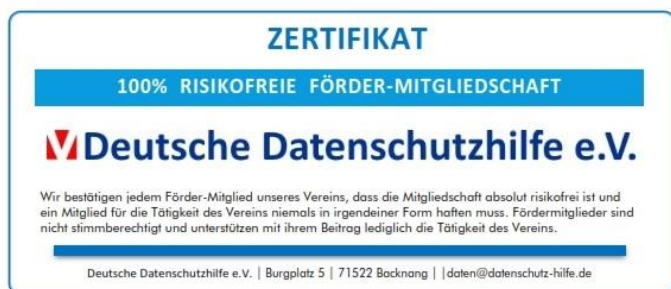 ZERTIFIKAT
100% RISIKOFREIE FÖRDER-MITGLIEDSCHAFT
Deutsche Datenschutzhilfe e.V.
Wir bestätigen jedem Förder-Mitglied unseres Vereins, dass die Mitgliedschaft absolut risikofrei ist und
ein Mitglied für die Tätigkeit des Vereins niemals in irgendeiner Form haften muss. Fördermitglieder sind
nicht stimmberechtigt und unterstützen mit ihrem Beitrag lediglich die Tätigkeit des Vereins.
Deutsche Datenschutzhilfe e.V. | Burgplatz 5 | 71522 Backnang | |daten@datenschutz-hilfe.de